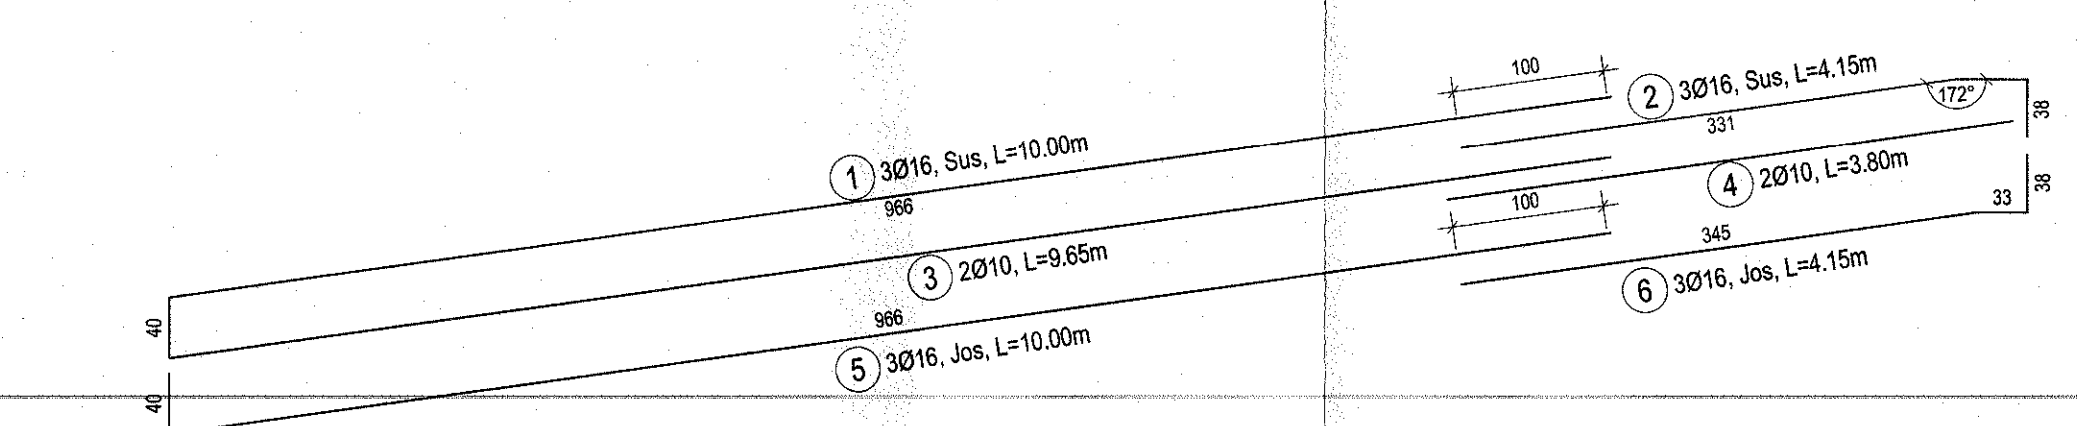 100
2 3Ø16, Sus, L=4.15m
172°
331
38
1 3Ø16, Sus, L=10.00m
966
4 2Ø10, L=3.80m
38
100
33
345
3 2Ø10, L=9.65m
6 3Ø16, Jos, L=4.15m
40
966
5 3Ø16, Jos, L=10.00m
40